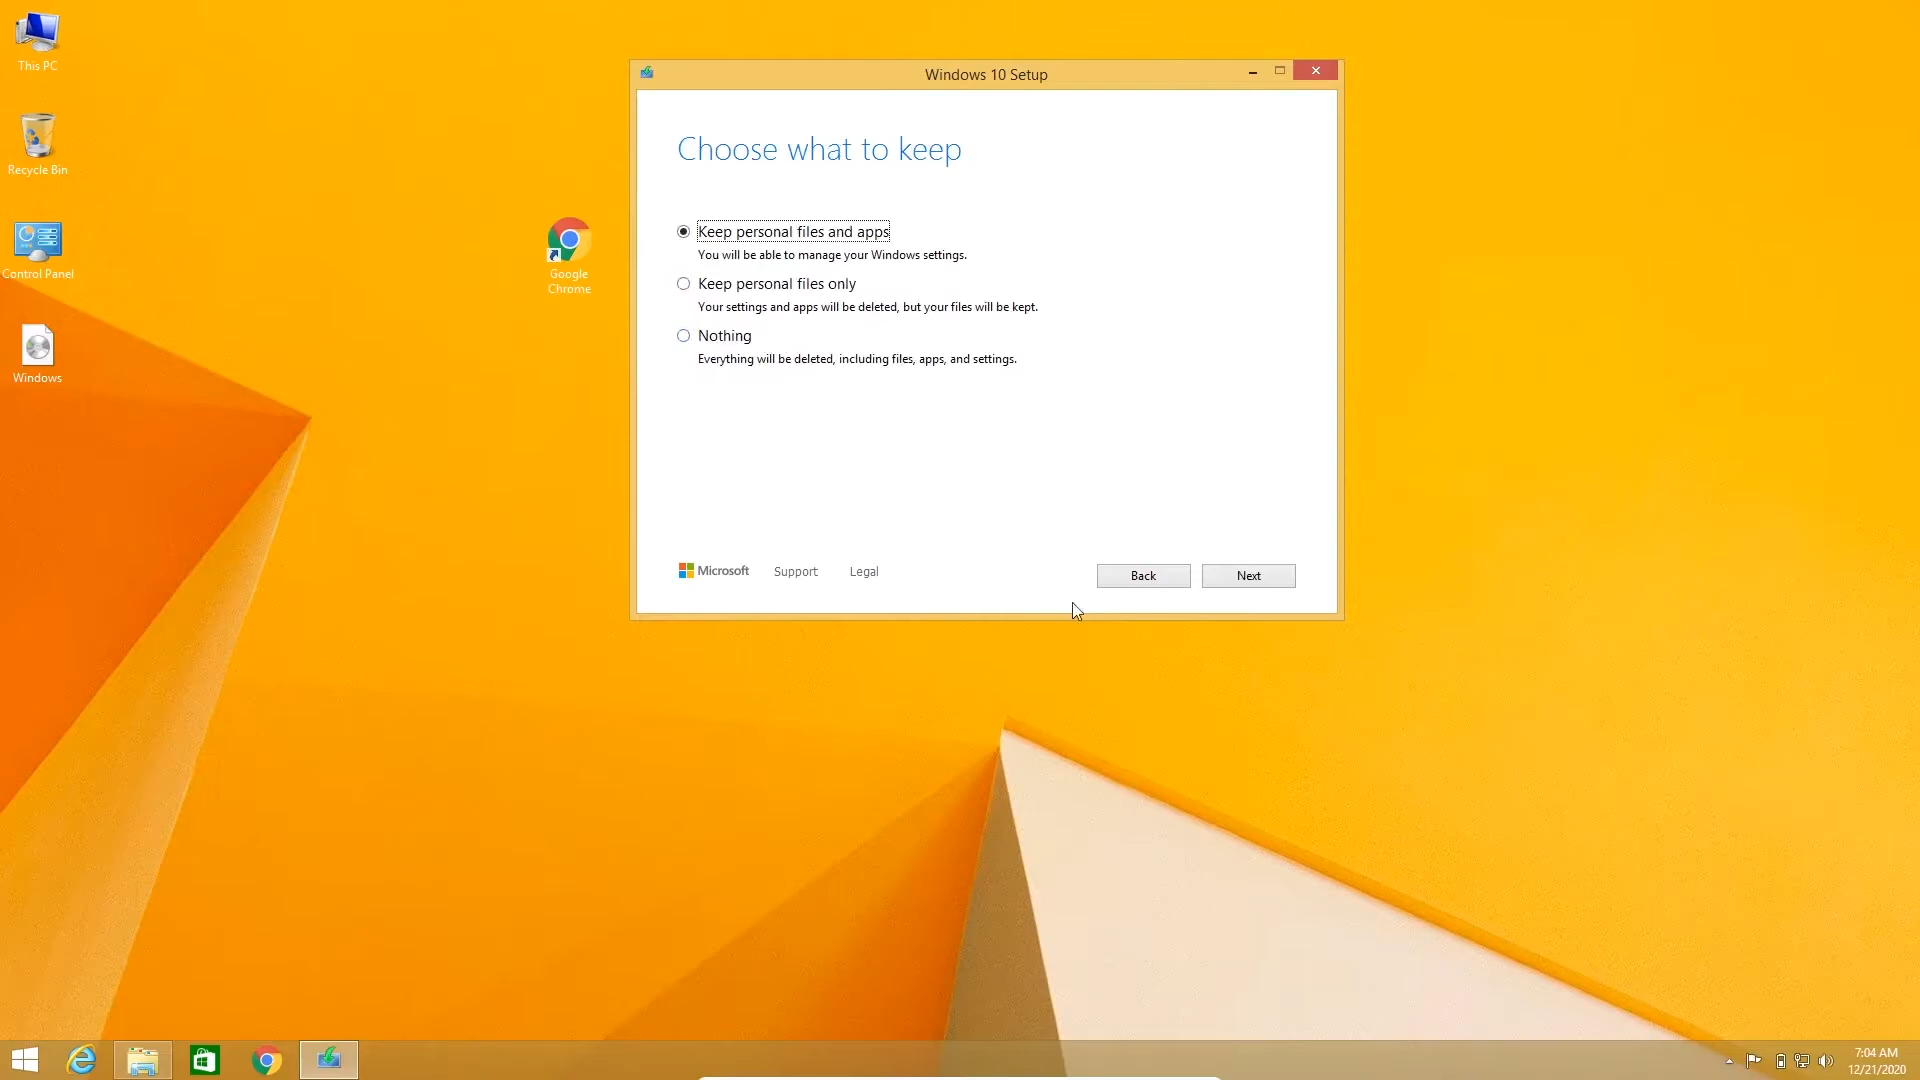 This PC
Recycle Bin
Control Panel
Windows
Google
Chrome
Windows 10 Setup
Choose what to keep
Keep personal files and apps
You will be able to manage your Windows settings.
Keep personal files only
Your settings and apps will be deleted, but your files will be kept.
Nothing
Everything will be deleted, including files, apps, and settings.
Microsoft Support Legal
Back Next
7:04 AM
12/21/2020